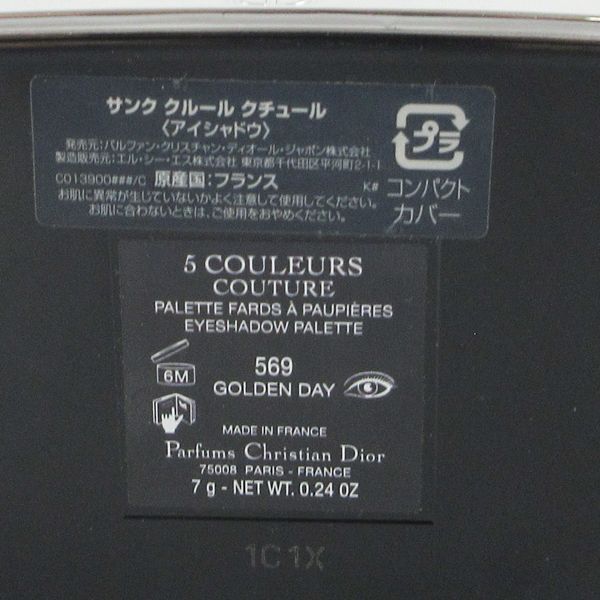 サンク クルール クチュール
〈アイシャドウ〉
発売元:パルファン・クリスチャン・ディオール・ジャポン株式会社
製造販売元:エル・シー・エス株式会社 東京都千代田区平河町2-1-1
C013900###/C 原産国:フランス K#
お肌に異常が生じていないかよく注意して使用してください。
お肌に合わないときは、ご使用をおやめください。
プラ
コンパクト
カバー
5 COULEURS
COUTURE
PALETTE FARDS À PAUPIÈRES
EYESHADOW PALETTE
6M
569
GOLDEN DAY
MADE IN FRANCE
Parfums Christian Dior
75008 PARIS - FRANCE
7 g - NET WT. 0.24 OZ
1C1X